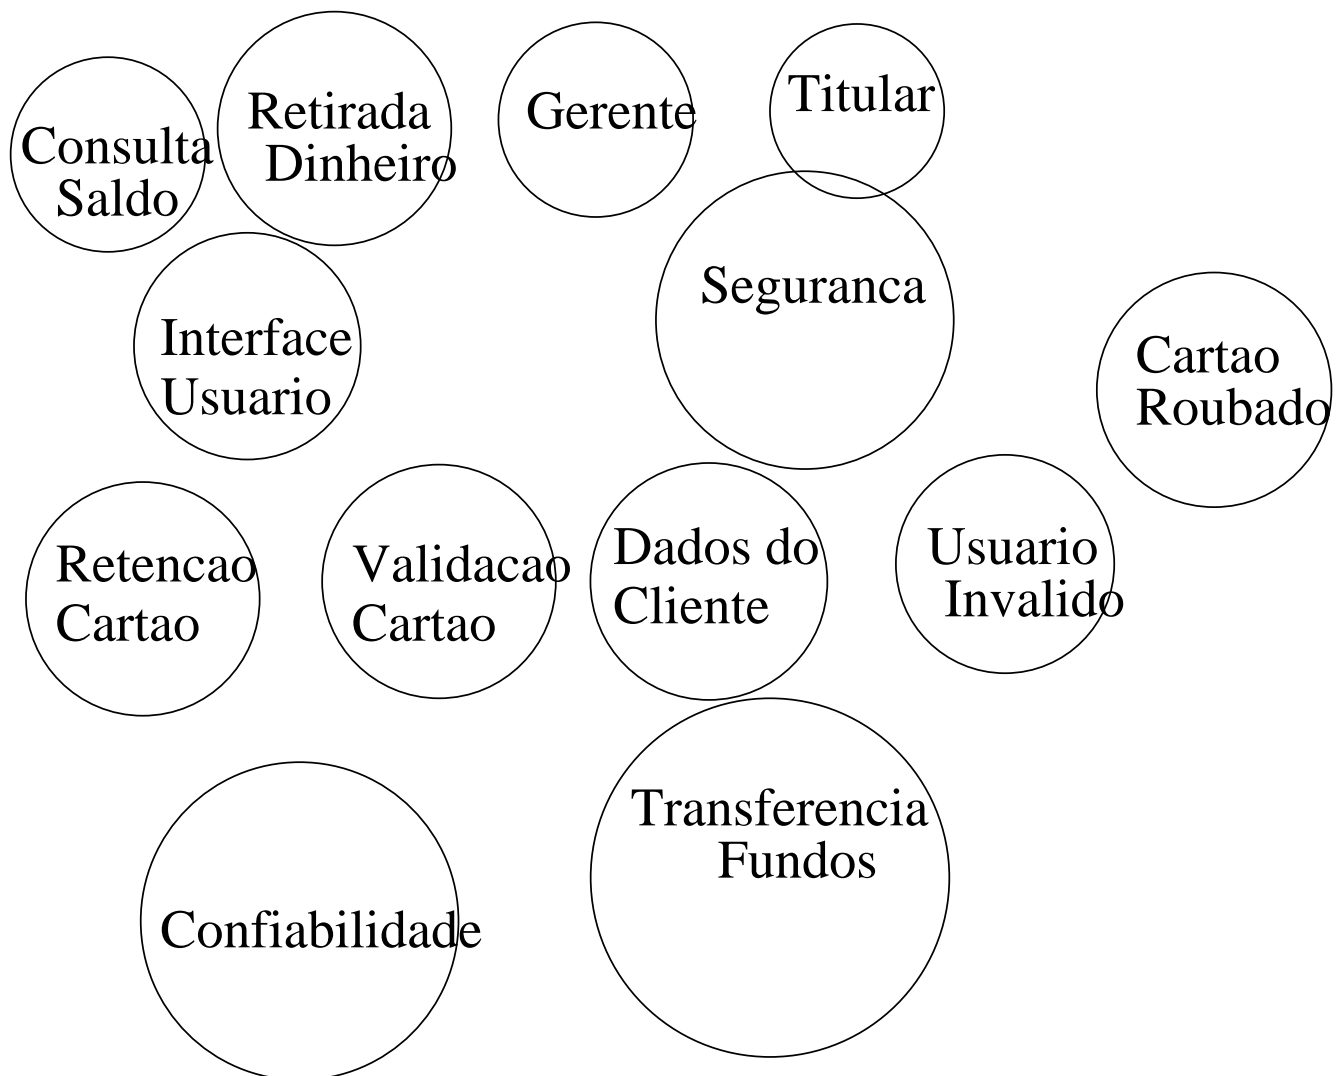 Consulta
Saldo
Retirada
Dinheiro
Gerente
Titular
Interface
Usuario
Seguranca
Cartao
Roubado
Retencao
Cartao
Validacao
Cartao
Dados do
Cliente
Usuario
Invalido
Confiabilidade
Transferencia
Fundos